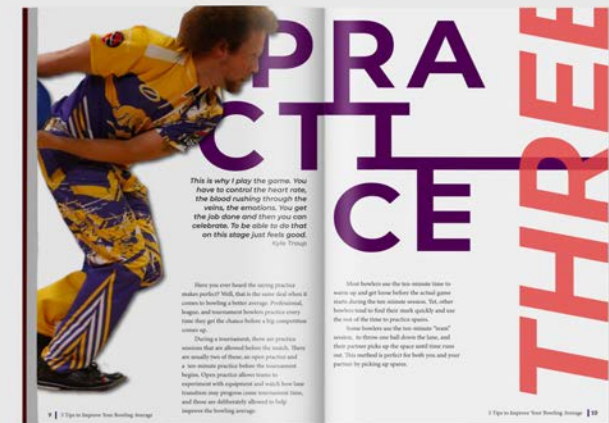 PRA
CTI
CE
THREE
This is why I play the game. You
have to control the heart rate,
the blood rushing through the
veins, the emotions. You get
the job done and then you can
celebrate. To be able to do that
on this stage just feels good.
Kyle Troup
Have you ever heard the saying practice
makes perfect? Well, that is the same deal when it
comes to bowling a better average. Professional,
league, and tournament bowlers practice every
time they get the chance before a big competition
comes up.
During a tournament, there are practice
sessions that are allowed before the match. There
are usually two of those, an open practice and
a ten-minute practice before the tournament
begins. Open practice allows teams to
experiment with equipment and watch how lane
transition may progress come tournament time,
and those are deliberately allowed to help
improve the bowling average.
Most bowlers use the ten-minute time to
warm up and get loose before the actual game
starts during the ten-minute session. Yet, other
bowlers tend to find their mark quickly and use
the rest of the time to practice spares.
Some bowlers use the ten-minute "team"
session, to throw one ball down the lane, and
their partner picks up the space until time runs
out. This method is perfect for both you and your
partner by picking up spares.
9 | 3 Tips to Improve Your Bowling Average
3 Tips to Improve Your Bowling Average | 10